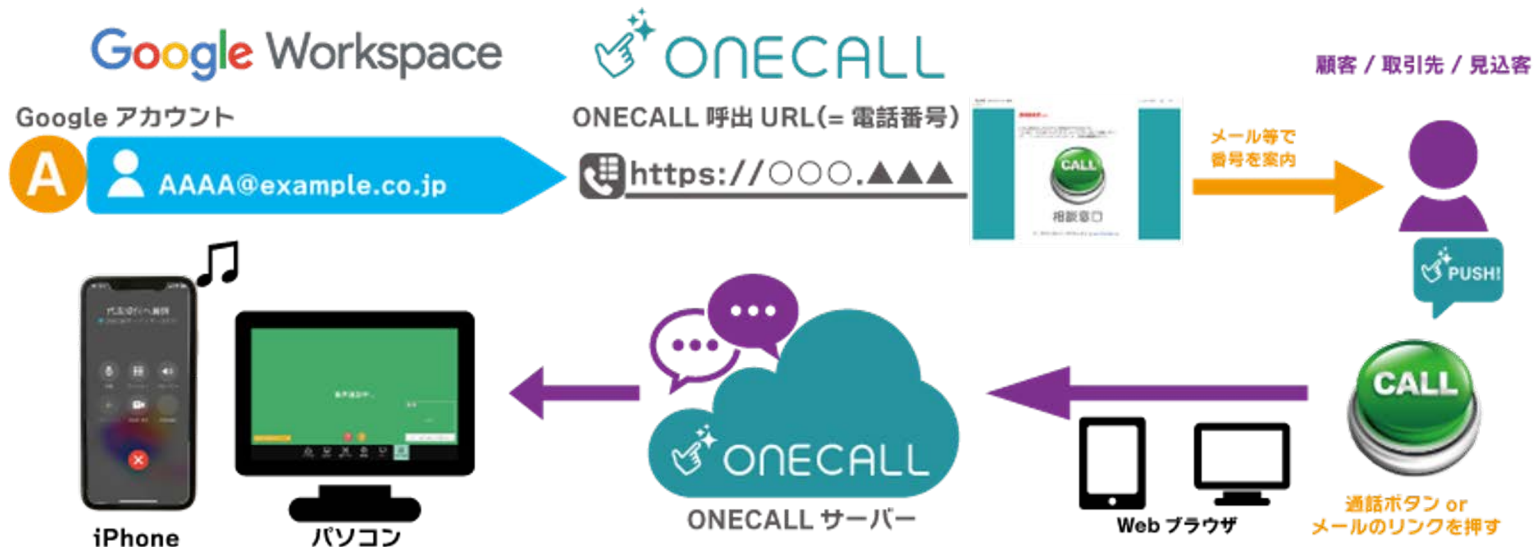 Google Workspace
ONECALL
顧客 / 取引先 / 見込客
Google アカウント
ONECALL 呼出 URL(= 電話番号)
A
AAAA@example.co.jp
https://○○○.▲▲▲
CALL
相談窓口
メール等で
番号を案内
PUSH!
CALL
ONECALL
iPhone
パソコン
ONECALL サーバー
Web ブラウザ
通話ボタン or
メールのリンクを押す